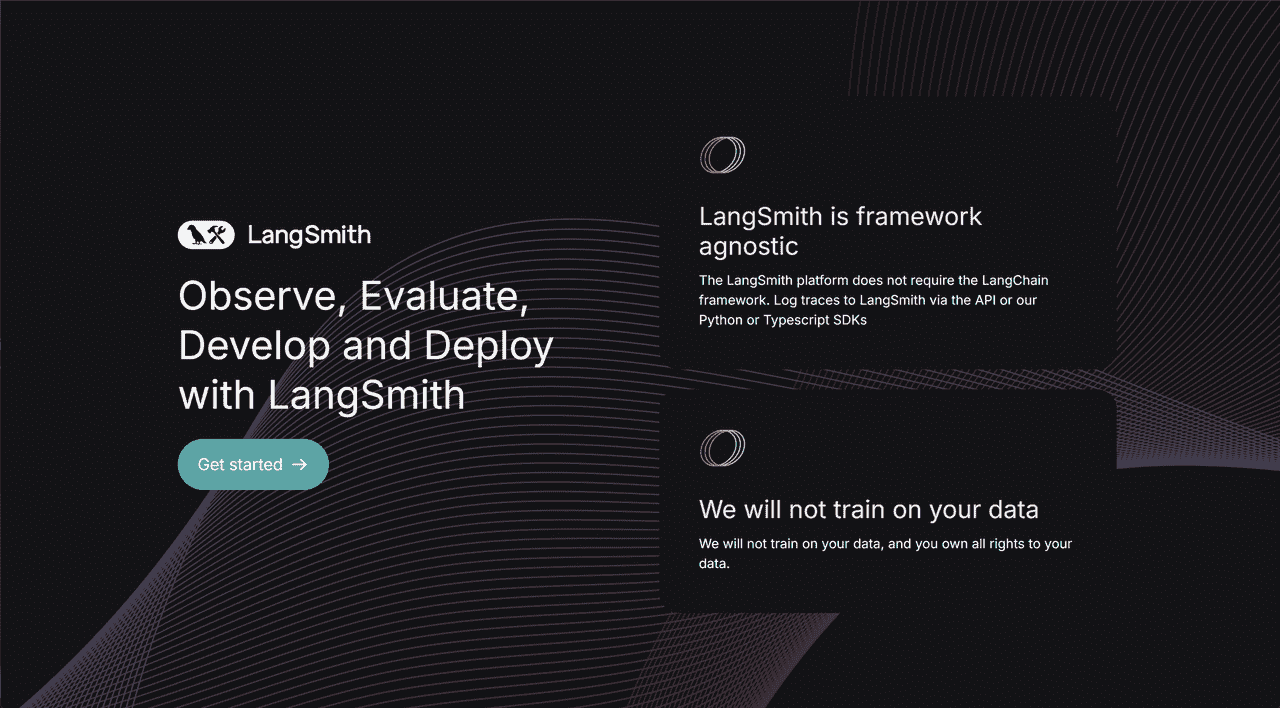 LangSmith
Observe, Evaluate,
Develop and Deploy
with LangSmith
Get started →
LangSmith is framework
agnostic
The LangSmith platform does not require the LangChain
framework. Log traces to LangSmith via the API or our
Python or Typescript SDKs
We will not train on your data
We will not train on your data, and you own all rights to your
data.